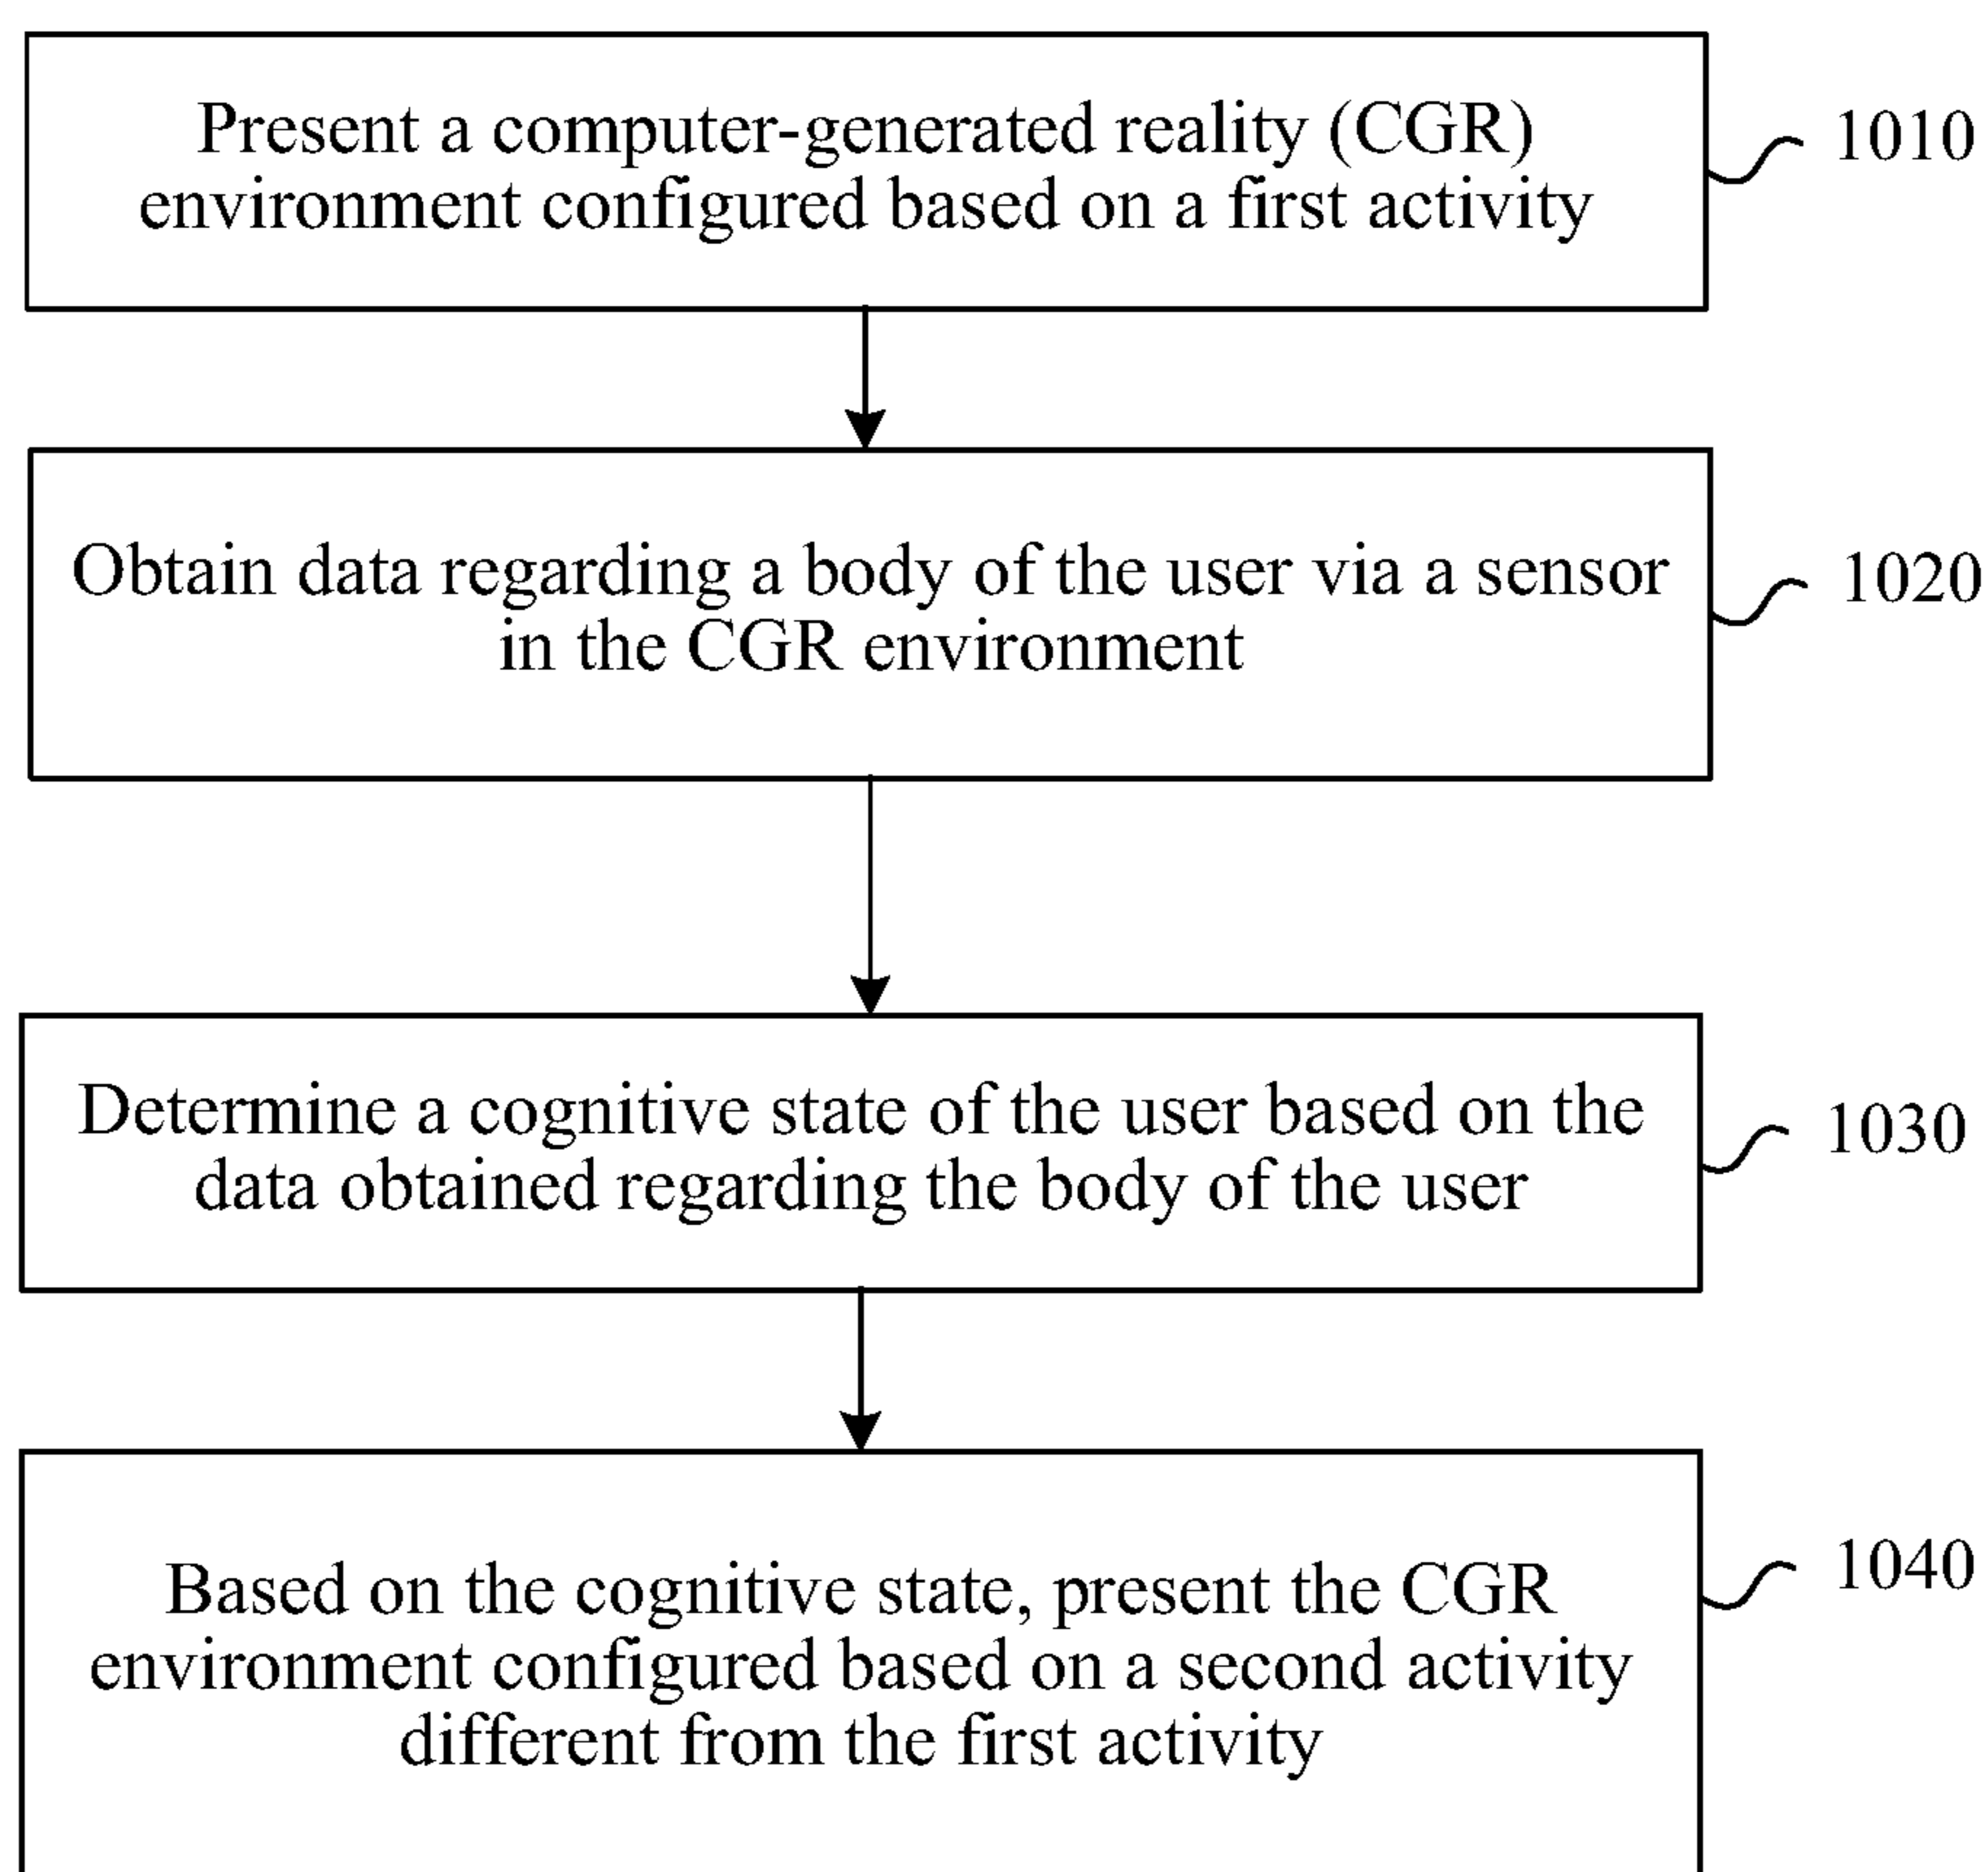 Present a computer-generated reality (CGR)
environment configured based on a first activity
1010
Obtain data regarding a body of the user via a sensor
in the CGR environment
1020
Determine a cognitive state of the user based on the
data obtained regarding the body of the user
1030
Based on the cognitive state, present the CGR
environment configured based on a second activity
different from the first activity
1040